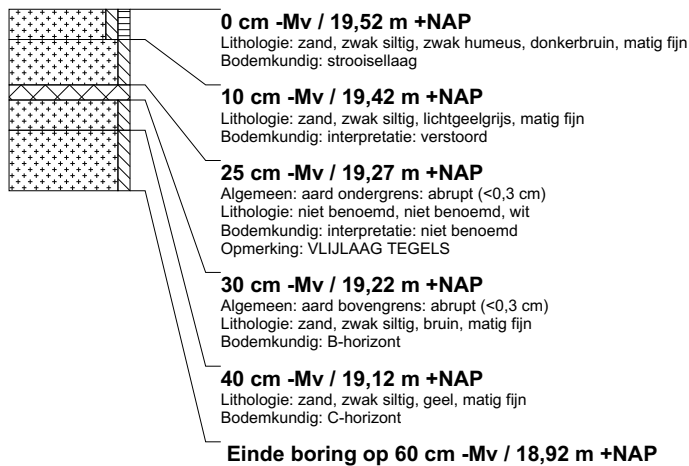 0 cm -Mv / 19,52 m +NAP
Lithologie: zand, zwak siltig, zwak humeus, donkerbruin, matig fijn
Bodemkundig: strooisellaag
10 cm -Mv / 19,42 m +NAP
Lithologie: zand, zwak siltig, lichtgeelgrijs, matig fijn
Bodemkundig: interpretatie: verstoord
25 cm -Mv / 19,27 m +NAP
Algemeen: aard ondergrens: abrupt (<0,3 cm)
Lithologie: niet benoemd, niet benoemd, wit
Bodemkundig: interpretatie: niet benoemd
Opmerking: VLIJLAAG TEGELS
30 cm -Mv / 19,22 m +NAP
Algemeen: aard bovengrens: abrupt (<0,3 cm)
Lithologie: zand, zwak siltig, bruin, matig fijn
Bodemkundig: B-horizont
40 cm -Mv / 19,12 m +NAP
Lithologie: zand, zwak siltig, geel, matig fijn
Bodemkundig: C-horizont
Einde boring op 60 cm -Mv / 18,92 m +NAP